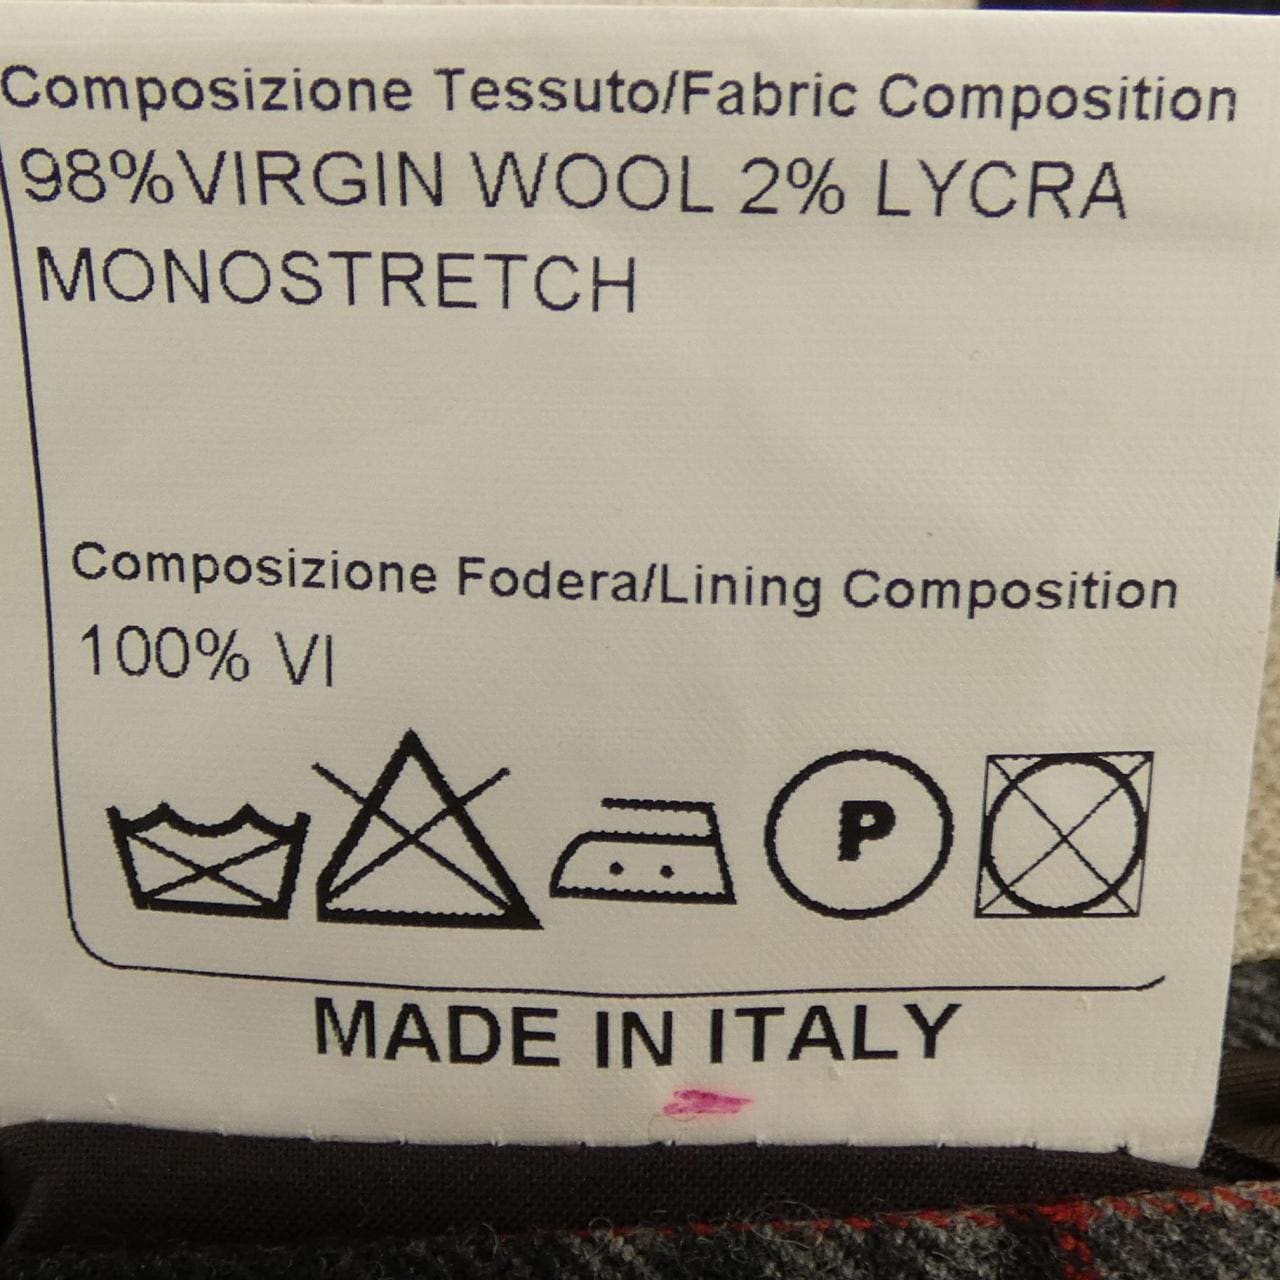 Composizione Tessuto/Fabric Composition
98%VIRGIN WOOL 2% LYCRA
MONOSTRETCH
Composizione Fodera/Lining Composition
100% VI
P
MADE IN ITALY